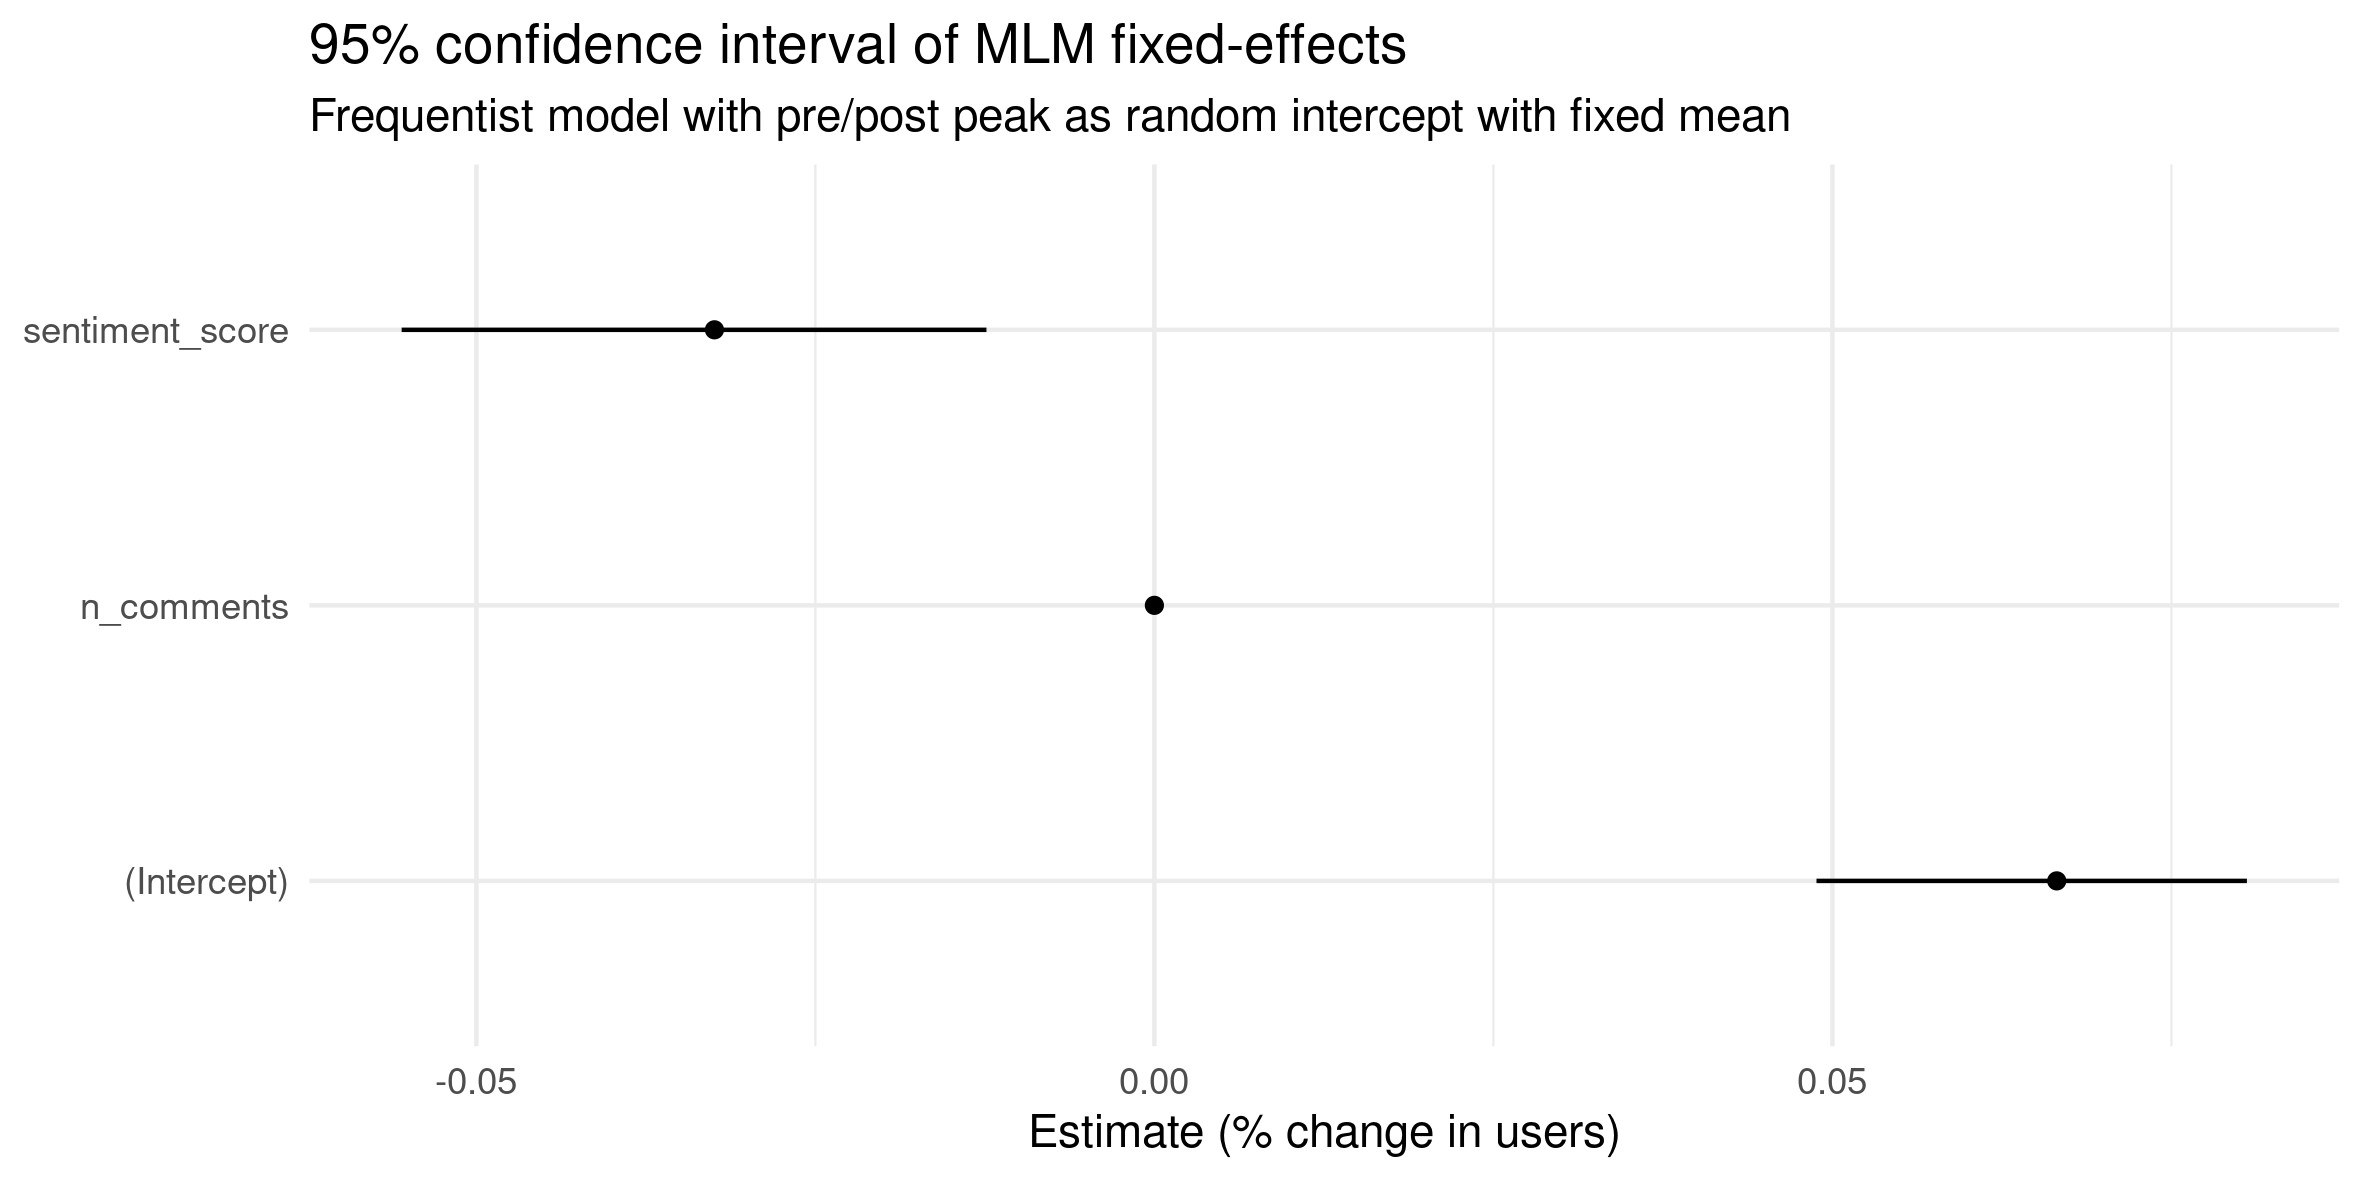 95% confidence interval of MLM fixed-effects
Frequentist model with pre/post peak as random intercept with fixed mean
sentiment_score
n_comments
(Intercept)
-0.05
0.00
0.05
Estimate (% change in users)